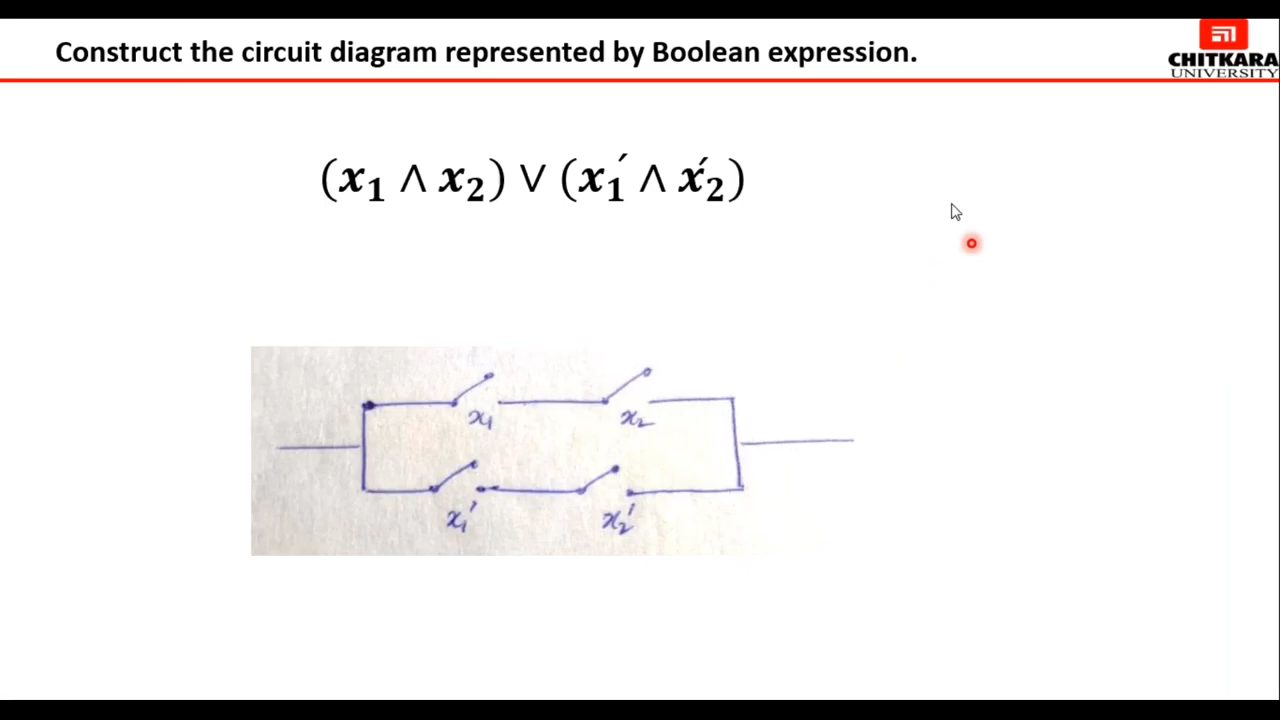 Construct the circuit diagram represented by Boolean expression.
CHITKARA
UNIVERSITY
(x₁ ∧ x₂) ∨ (x₁′ ∧ x₂′)
x₁ x₂
x₁′ x₂′